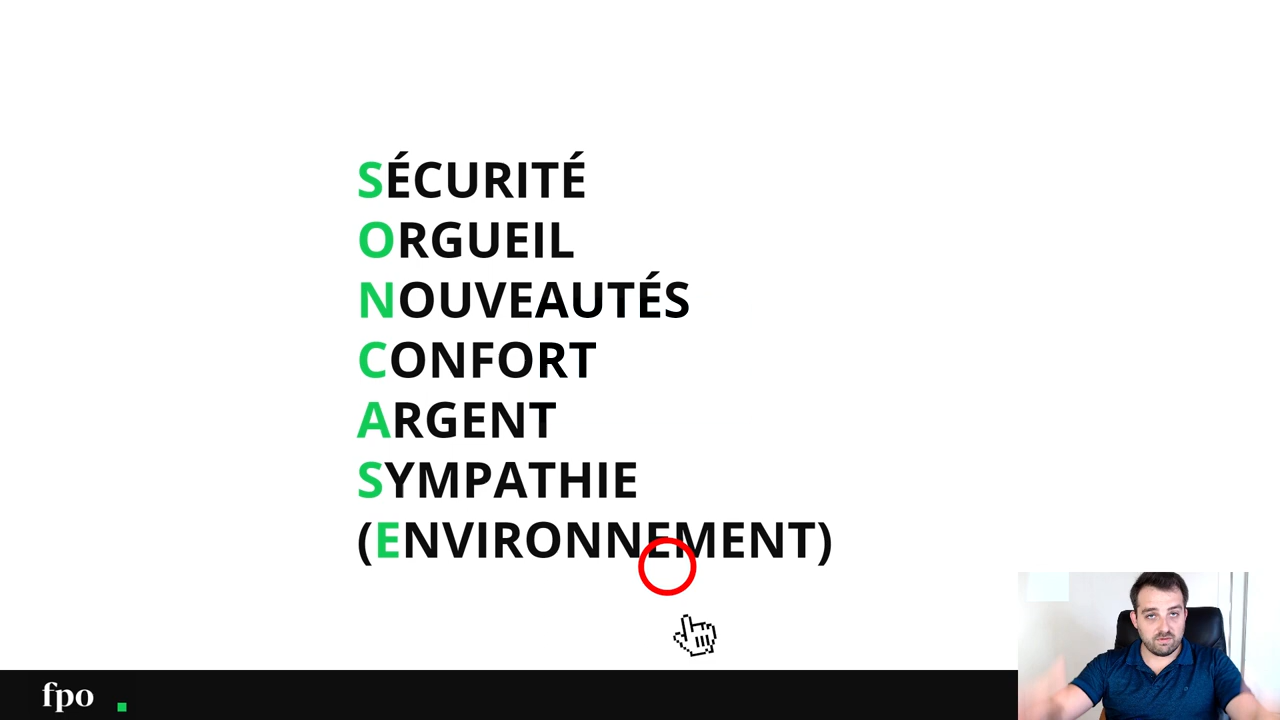 SÉCURITÉ
ORGUEIL
NOUVEAUTÉS
CONFORT
ARGENT
SYMPATHIE
(ENVIRONNEMENT)
fpo